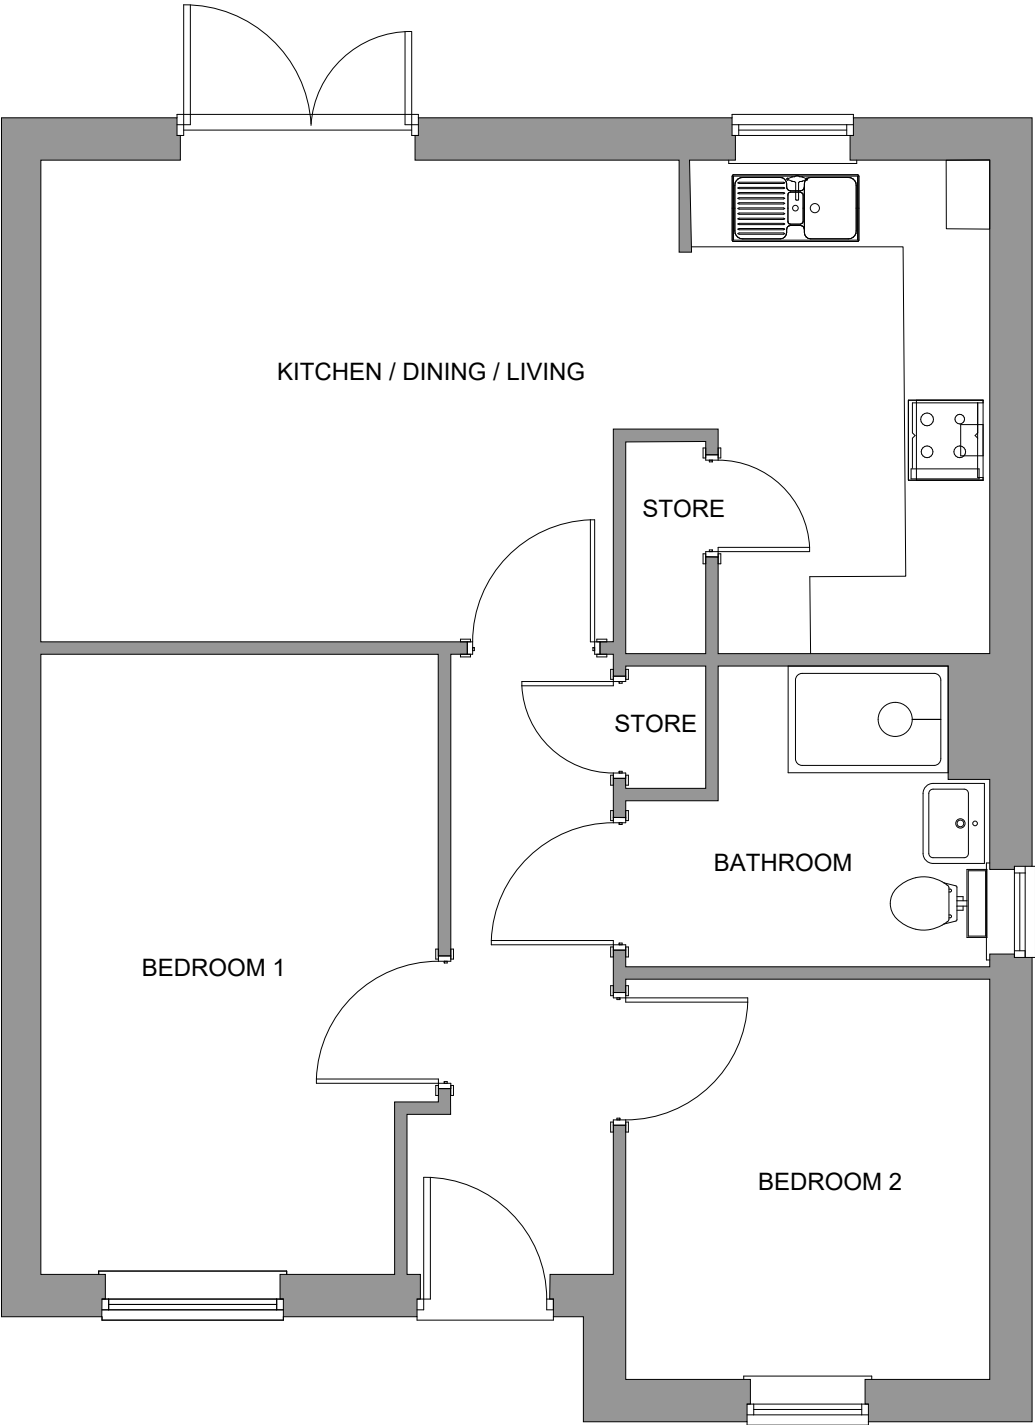 KITCHEN / DINING / LIVING
STORE
STORE
BATHROOM
BEDROOM 1
BEDROOM 2